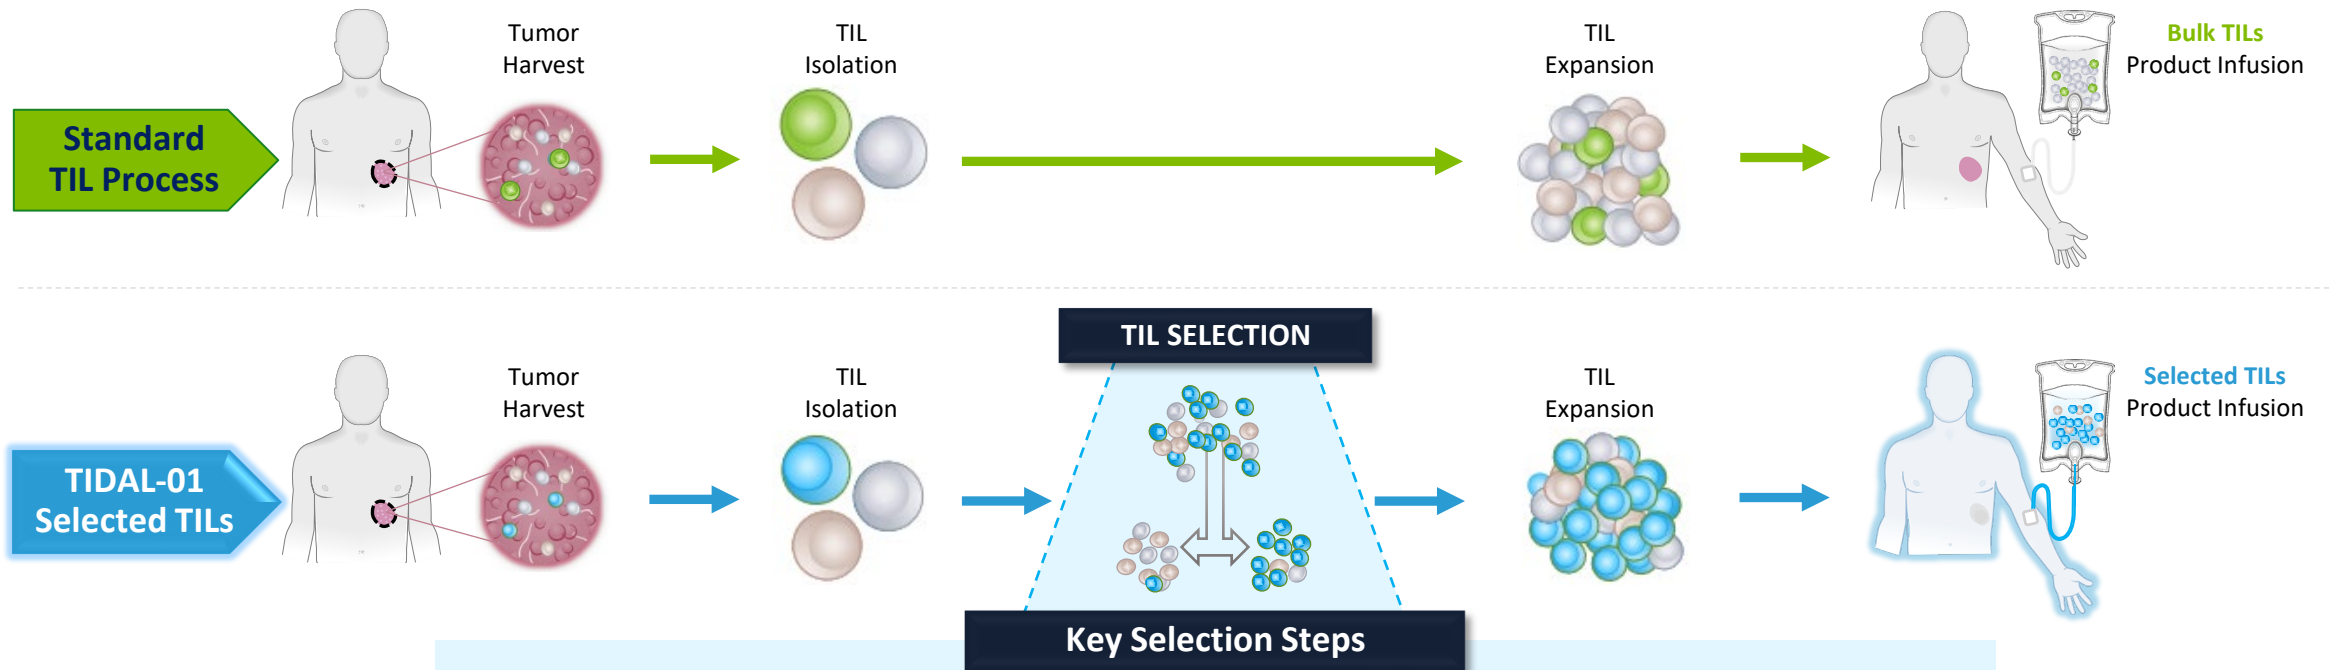 Standard
TIL Process
Tumor
Harvest
TIL
Isolation
TIL
Expansion
Bulk TILs
Product Infusion
TIL SELECTION
TIDAL-01
Selected TILs
Tumor
Harvest
TIL
Isolation
TIL
Expansion
Selected TILs
Product Infusion
Key Selection Steps